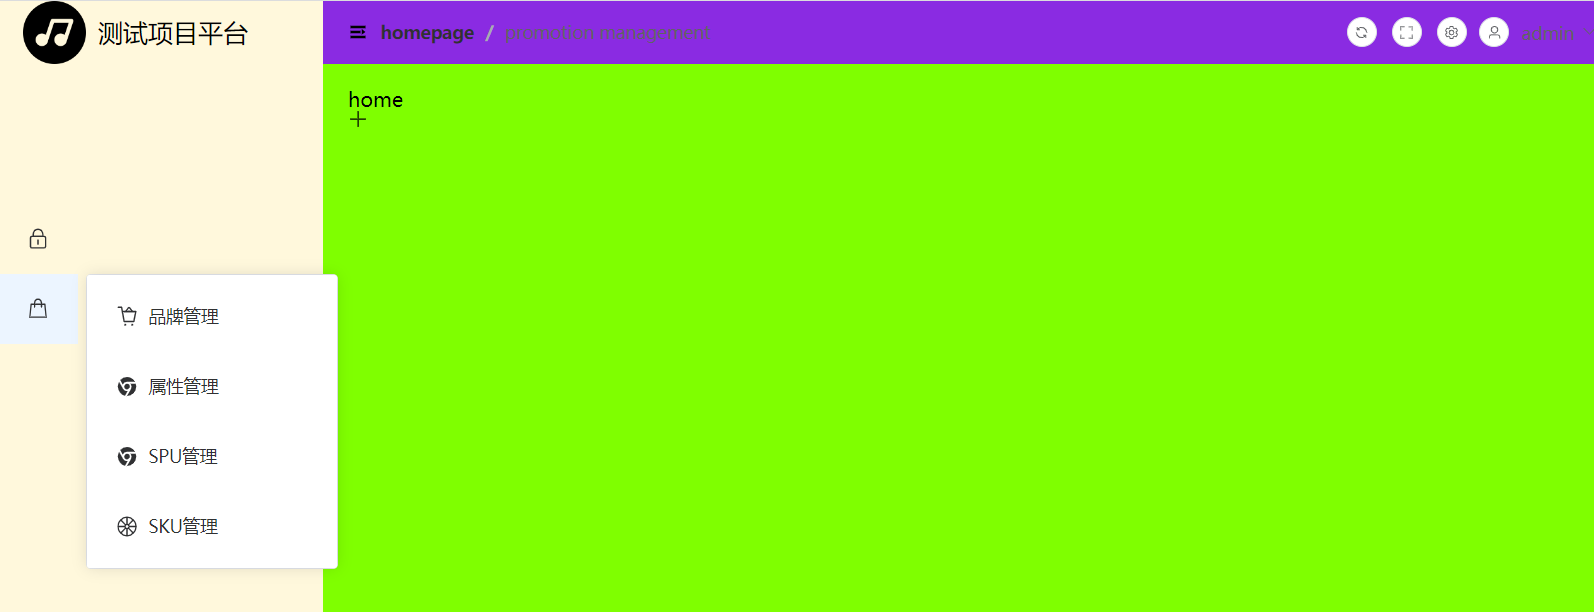 测试项目平台
homepage / promotion management
admin
home
品牌管理
属性管理
SPU管理
SKU管理